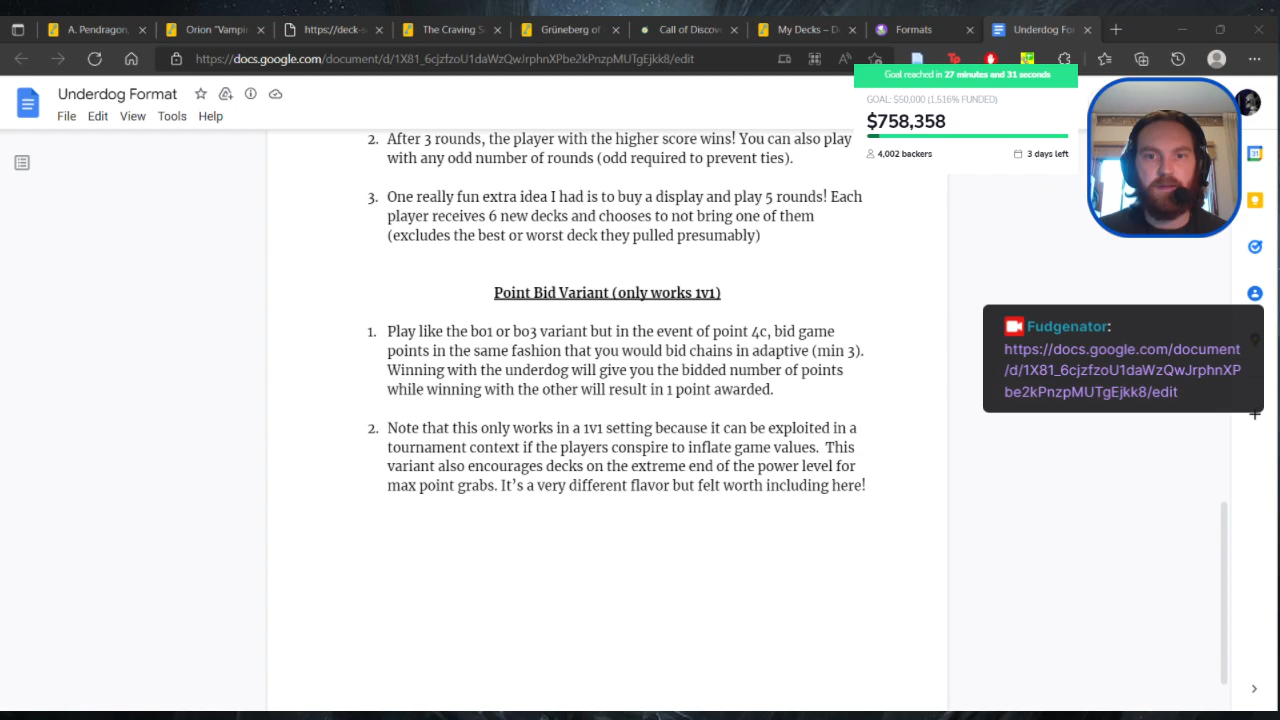 A. Pendragon,
Orion "Vampi
https://deck-s
The Craving S
Grüneberg of
Call of Discov
My Decks – D
Formats
Underdog For
https://docs.google.com/document/d/1X81_6cjzfzoU1daWzQwJrphnXPbe2kPnzpMUTgEjkk8/edit
Underdog Format
File Edit View Tools Help
Goal reached in 27 minutes and 31 seconds
GOAL: $50,000 (1,516% FUNDED)
$758,358
4,002 backers
3 days left
2. After 3 rounds, the player with the higher score wins! You can also play
with any odd number of rounds (odd required to prevent ties).
3. One really fun extra idea I had is to buy a display and play 5 rounds! Each
player receives 6 new decks and chooses to not bring one of them
(excludes the best or worst deck they pulled presumably)
Point Bid Variant (only works 1v1)
1. Play like the bo1 or bo3 variant but in the event of point 4c, bid game
points in the same fashion that you would bid chains in adaptive (min 3).
Winning with the underdog will give you the bidded number of points
while winning with the other will result in 1 point awarded.
2. Note that this only works in a 1v1 setting because it can be exploited in a
tournament context if the players conspire to inflate game values. This
variant also encourages decks on the extreme end of the power level for
max point grabs. It's a very different flavor but felt worth including here!
Fudgenator:
https://docs.google.com/document
/d/1X81_6cjzfzoU1daWzQwJrphnXP
be2kPnzpMUTgEjkk8/edit